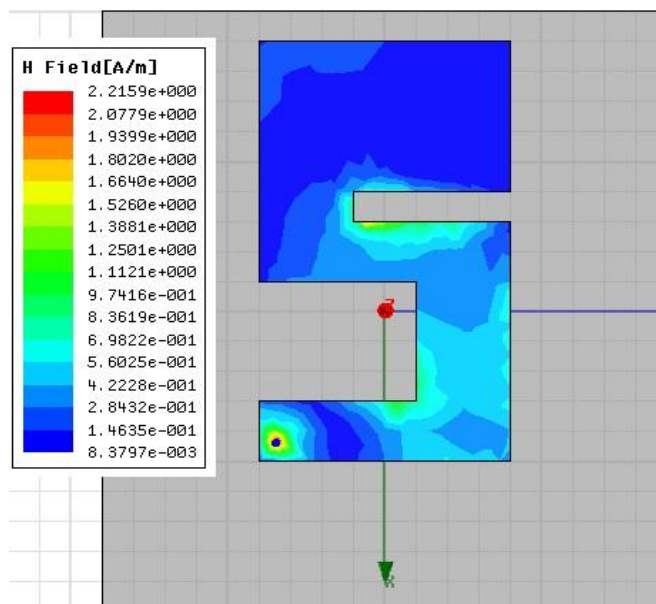 H Field[A/m]
2.2159e+000
2.0779e+000
1.9399e+000
1.8020e+000
1.6640e+000
1.5260e+000
1.3881e+000
1.2501e+000
1.1121e+000
9.7416e-001
8.3619e-001
6.9822e-001
5.6025e-001
4.2228e-001
2.8432e-001
1.4635e-001
8.3797e-003